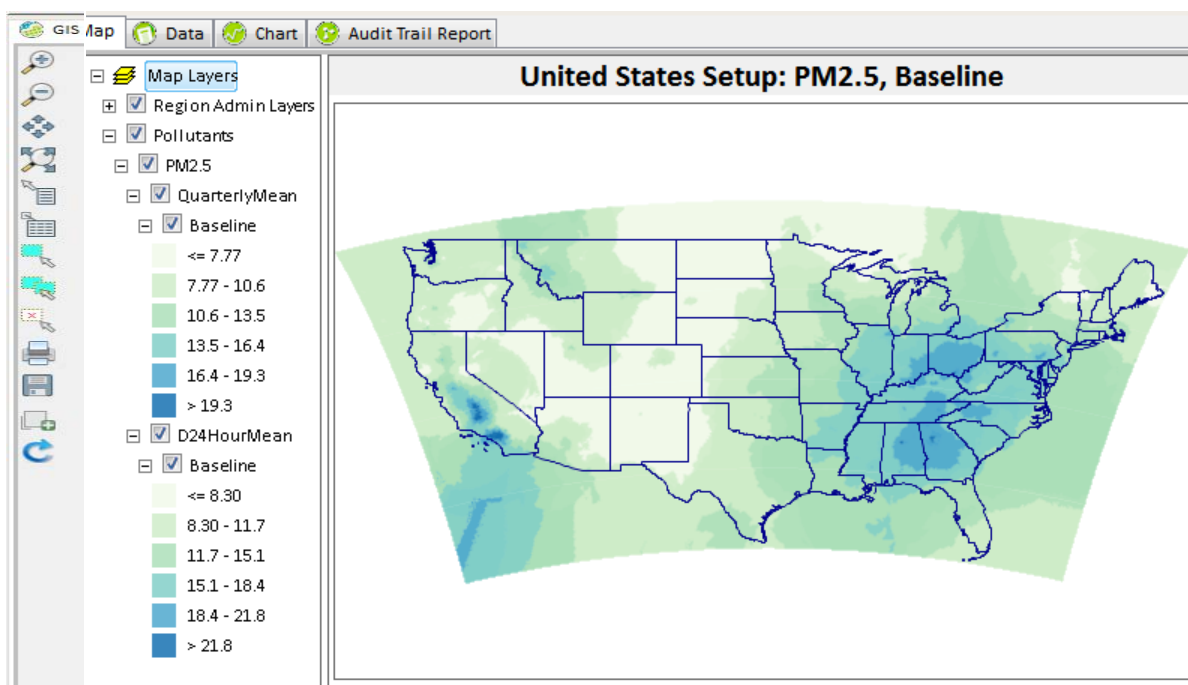 GIS Map Data Chart Audit Trail Report
Map Layers
Region Admin Layers
Pollutants
PM2.5
QuarterlyMean
Baseline
<= 7.77
7.77 - 10.6
10.6 - 13.5
13.5 - 16.4
16.4 - 19.3
> 19.3
D24HourMean
Baseline
<= 8.30
8.30 - 11.7
11.7 - 15.1
15.1 - 18.4
18.4 - 21.8
> 21.8
United States Setup: PM2.5, Baseline